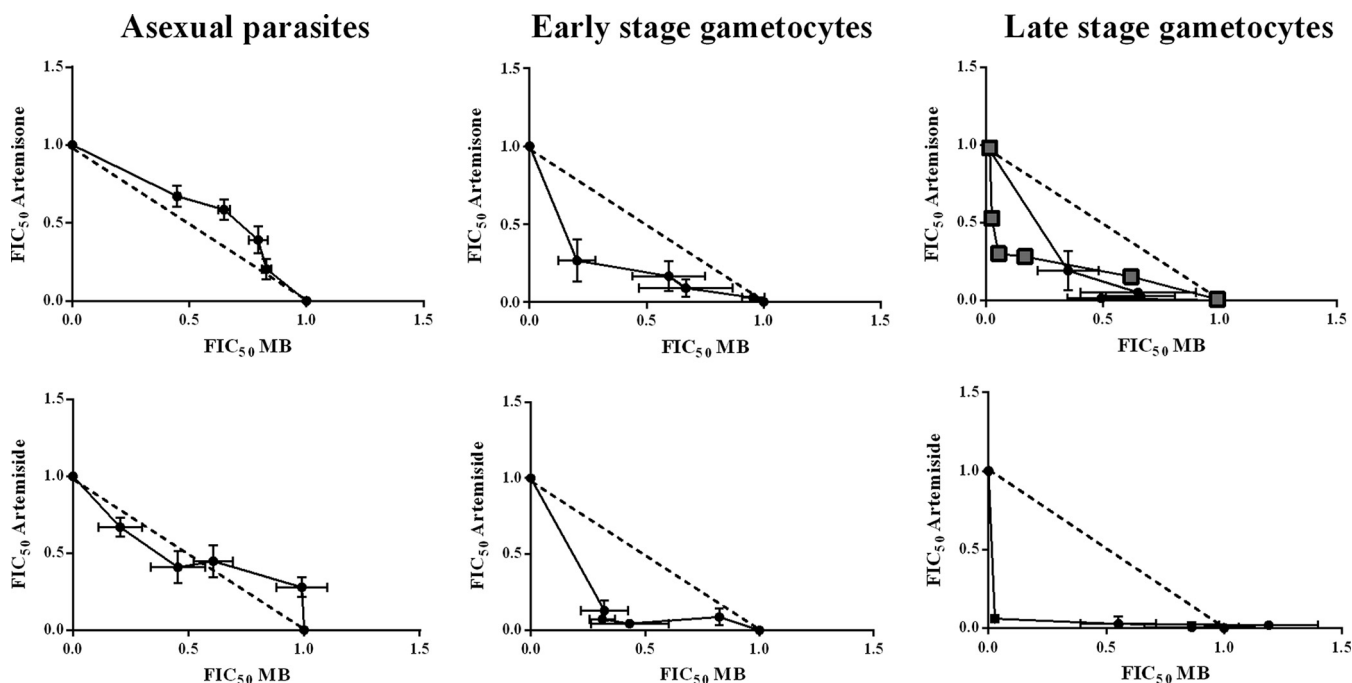 Asexual parasites
Early stage gametocytes
Late stage gametocytes
1.5
1.0
0.5
0.0
FIC50 Artemisone
0.0 0.5 1.0 1.5
FIC50 MB
1.5
1.0
0.5
0.0
FIC50 Artemisone
0.0 0.5 1.0 1.5
FIC50 MB
1.5
1.0
0.5
0.0
FIC50 Artemisone
0.0 0.5 1.0 1.5
FIC50 MB
1.5
1.0
0.5
0.0
FIC50 Artemiside
0.0 0.5 1.0 1.5
FIC50 MB
1.5
1.0
0.5
0.0
FIC50 Artemiside
0.0 0.5 1.0 1.5
FIC50 MB
1.5
1.0
0.5
0.0
FIC50 Artemiside
0.0 0.5 1.0 1.5
FIC50 MB